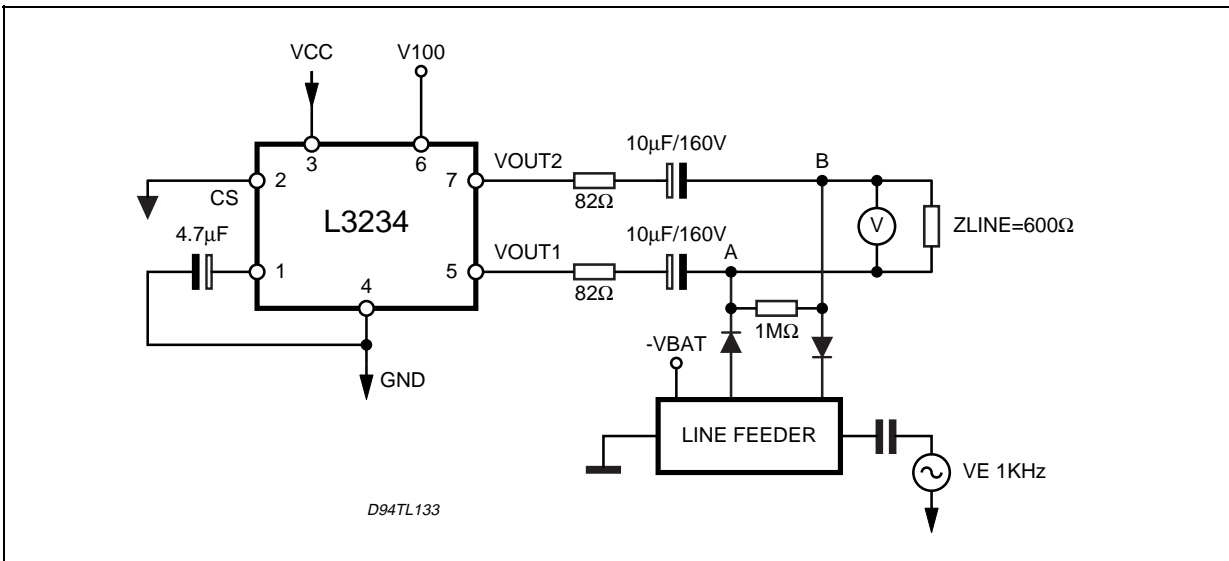 VCC
V100
10μF/160V
B
VOUT2
3
6
2
7
CS
82Ω
L3234
V
ZLINE=600Ω
4.7μF
10μF/160V
A
VOUT1
1
5
4
82Ω
1MΩ
-VBAT
GND
LINE FEEDER
VE 1KHz
D94TL133